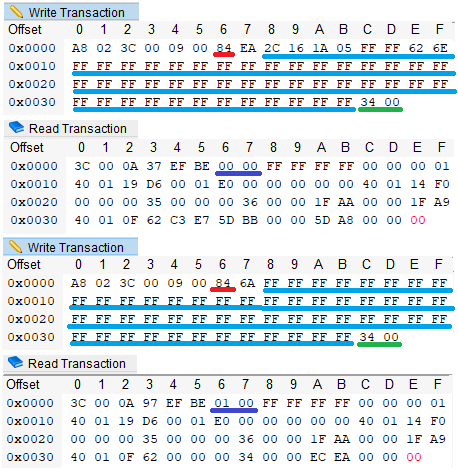 Write Transaction
Offset 0 1 2 3 4 5 6 7 8 9 A B C D E F
0x0000 A8 02 3C 00 09 00 84 EA 2C 16 1A 05 FF FF 62 6E
0x0010 FF FF FF FF FF FF FF FF FF FF FF FF FF FF FF FF
0x0020 FF FF FF FF FF FF FF FF FF FF FF FF FF FF FF FF
0x0030 FF FF FF FF FF FF FF FF FF FF FF FF 34 00
Read Transaction
Offset 0 1 2 3 4 5 6 7 8 9 A B C D E F
0x0000 3C 00 0A 37 EF BE 00 00 FF FF FF FF 00 00 00 01
0x0010 40 01 19 D6 00 01 E0 00 00 00 00 00 40 01 14 F0
0x0020 00 00 00 35 00 00 00 36 00 00 1F AA 00 00 1F A9
0x0030 40 01 0F 62 C3 E7 5D BB 00 00 5D A8 00 00 00
Write Transaction
Offset 0 1 2 3 4 5 6 7 8 9 A B C D E F
0x0000 A8 02 3C 00 09 00 84 6A FF FF FF FF FF FF FF FF
0x0010 FF FF FF FF FF FF FF FF FF FF FF FF FF FF FF FF
0x0020 FF FF FF FF FF FF FF FF FF FF FF FF FF FF FF FF
0x0030 FF FF FF FF FF FF FF FF FF FF FF FF 34 00
Read Transaction
Offset 0 1 2 3 4 5 6 7 8 9 A B C D E F
0x0000 3C 00 0A 97 EF BE 01 00 FF FF FF FF 00 00 00 01
0x0010 40 01 19 D6 00 01 E0 00 00 00 00 00 40 01 14 F0
0x0020 00 00 00 35 00 00 00 36 00 00 1F AA 00 00 1F A9
0x0030 40 01 0F 62 00 00 00 34 00 00 EC EA 00 00 00